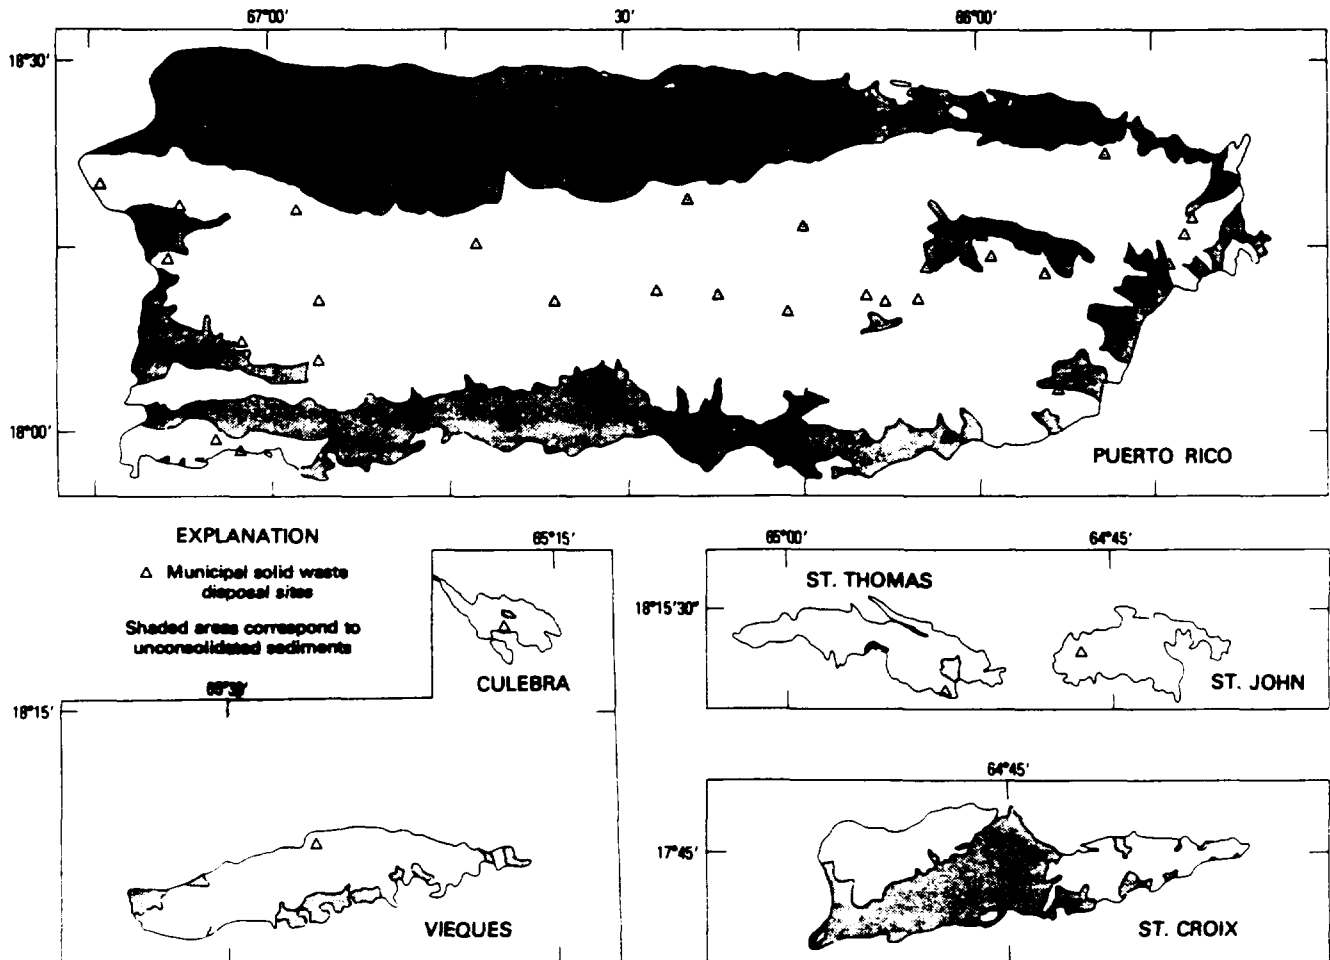 67°00' 30' 66°00'
18°30'
18°00'
PUERTO RICO
EXPLANATION
Municipal solid waste
disposal sites
Shaded areas correspond to
unconsolidated sediments
65°15'
CULEBRA
65°30'
18°15'
VIEQUES
65°00' 64°45'
ST. THOMAS
18°15'30"
ST. JOHN
64°45'
17°45'
ST. CROIX